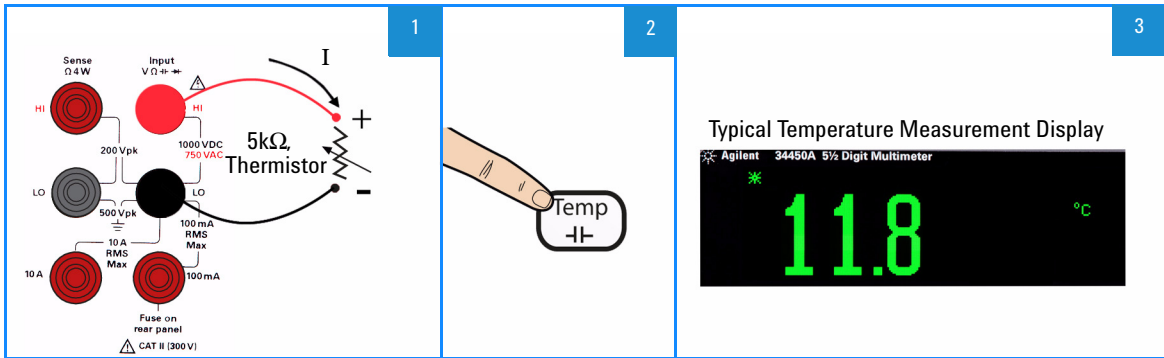 1
Sense
Ω 4 W
Input
V Ω
I
HI
HI
+
200 Vpk
1000 VDC
750 VAC
5kΩ,
Thermistor
LO
LO
-
500 Vpk
100 mA
RMS
Max
10 A
RMS
Max
10 A
100 mA
Fuse on
rear panel
CAT II (300 V)
2
Temp
3
Typical Temperature Measurement Display
Agilent 34450A 5½ Digit Multimeter
11.8 °C